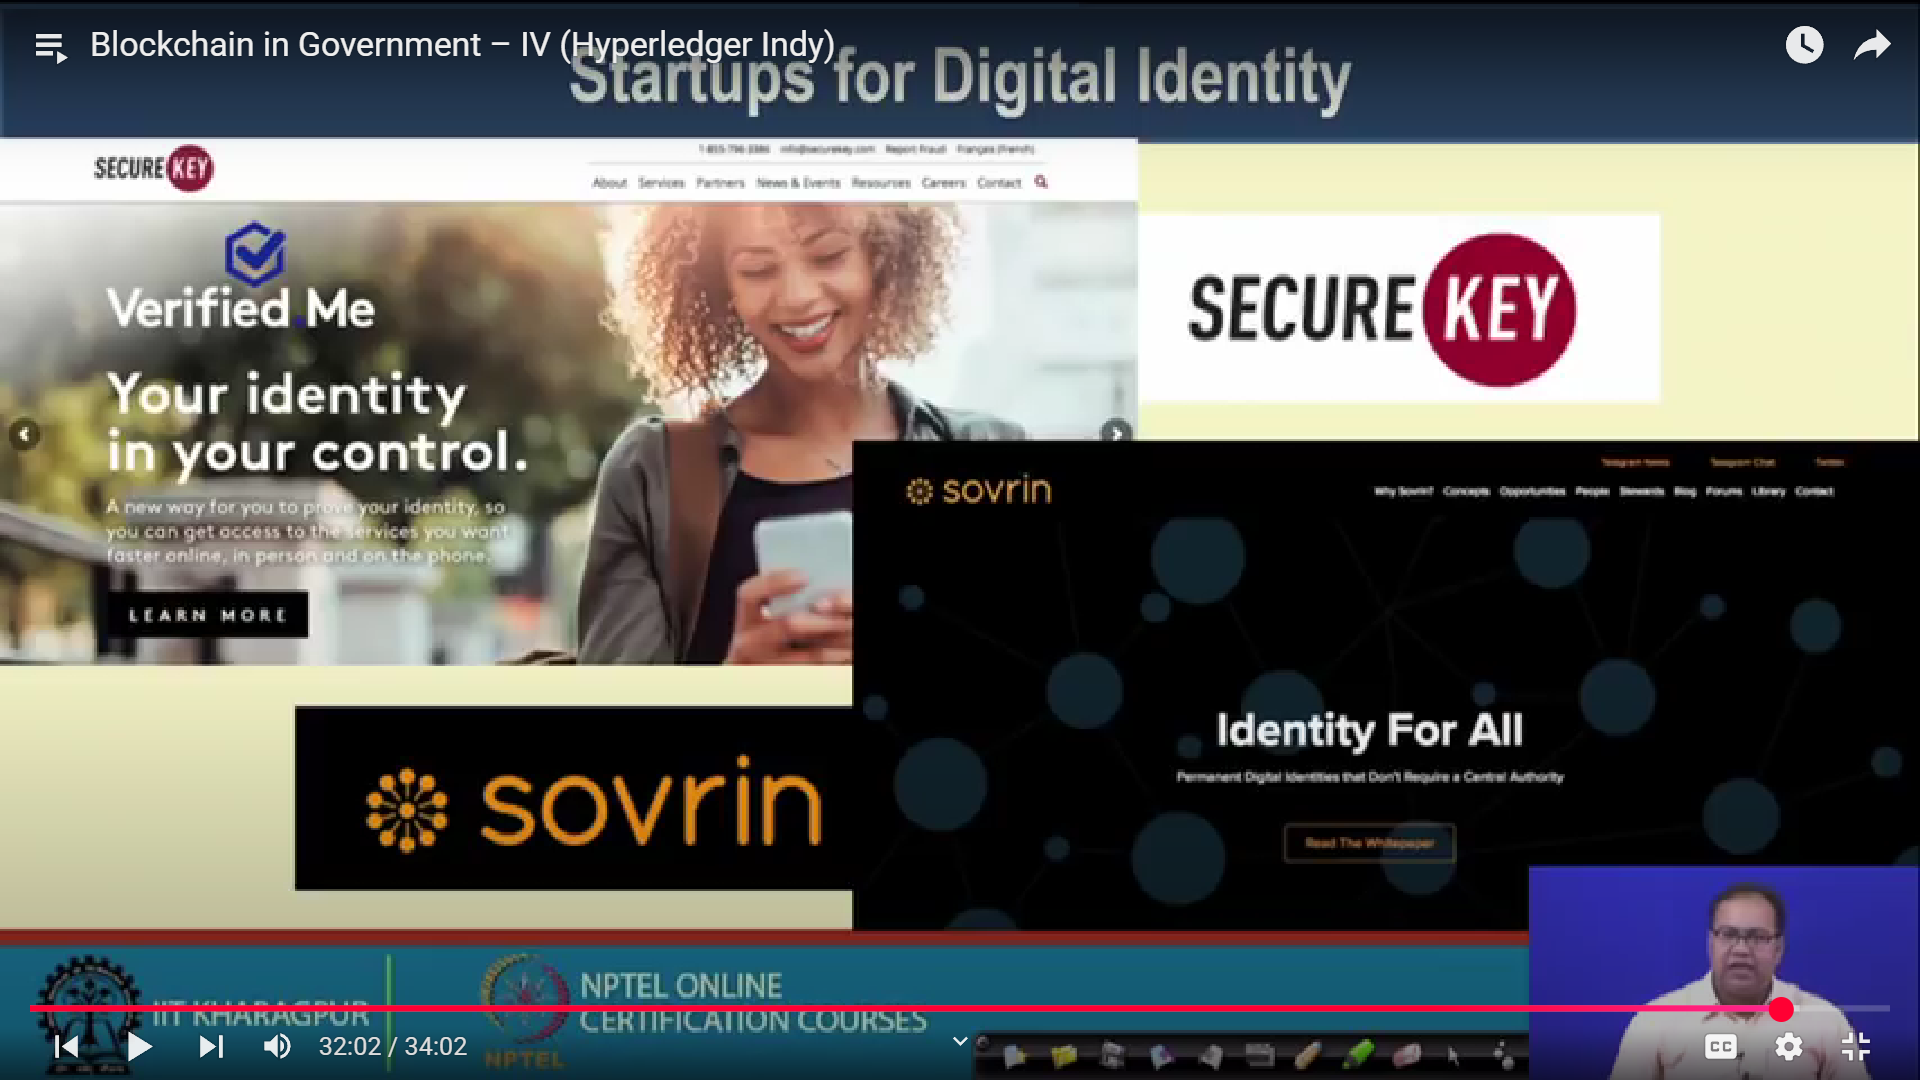 Blockchain in Government – IV (Hyperledger Indy)
Startups for Digital Identity
SECURE KEY
1-855-796-3386 info@securekey.com Report Fraud Français (French)
About Services Partners News & Events Resources Careers Contact
Verified.Me
Your identity
in your control.
A new way for you to prove your identity, so
you can get access to the services you want
faster online, in person and on the phone.
LEARN MORE
SECURE KEY
sovrin
Telegram News Telegram Chat Twitter
Why Sovrin? Concepts Opportunities People Stewards Blog Forums Library Contact
Identity For All
Permanent Digital Identities that Don't Require a Central Authority
Read The Whitepaper
sovrin
IIT KHARAGPUR
NPTEL
NPTEL ONLINE
CERTIFICATION COURSES
32:02 / 34:02
CC